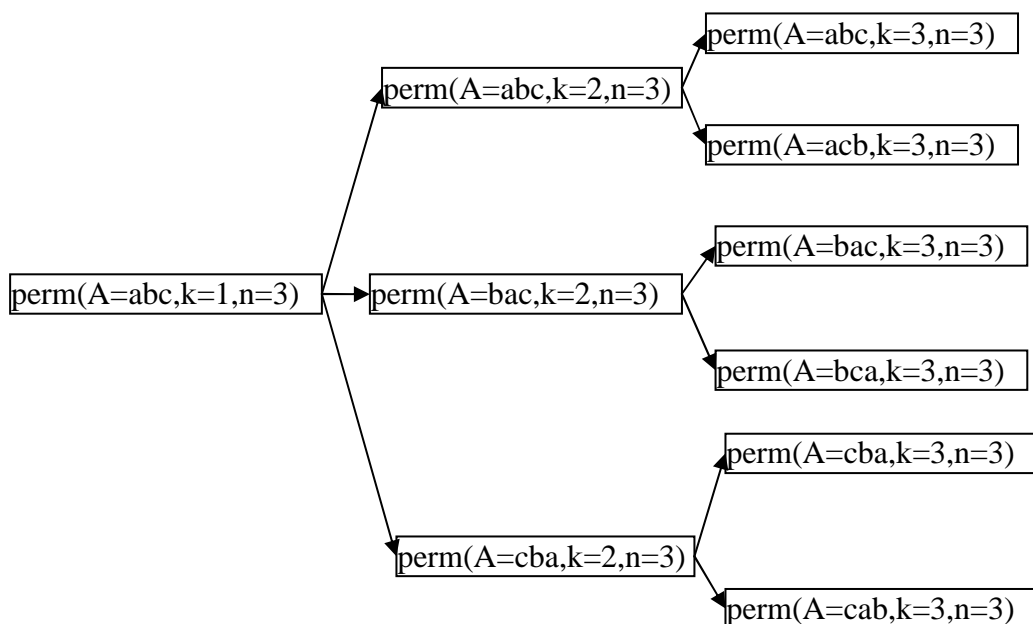 perm(A=abc,k=3,n=3)
perm(A=abc,k=2,n=3)
perm(A=acb,k=3,n=3)
perm(A=bac,k=3,n=3)
perm(A=abc,k=1,n=3)
perm(A=bac,k=2,n=3)
perm(A=bca,k=3,n=3)
perm(A=cba,k=3,n=3)
perm(A=cba,k=2,n=3)
perm(A=cab,k=3,n=3)